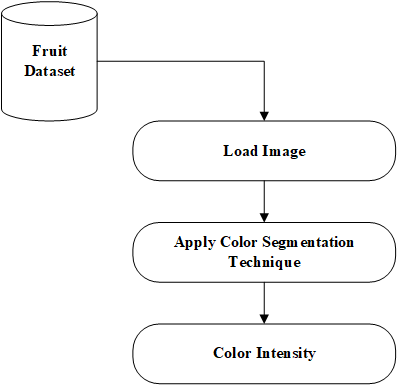 Fruit
Dataset
Load Image
Apply Color Segmentation
Technique
Color Intensity